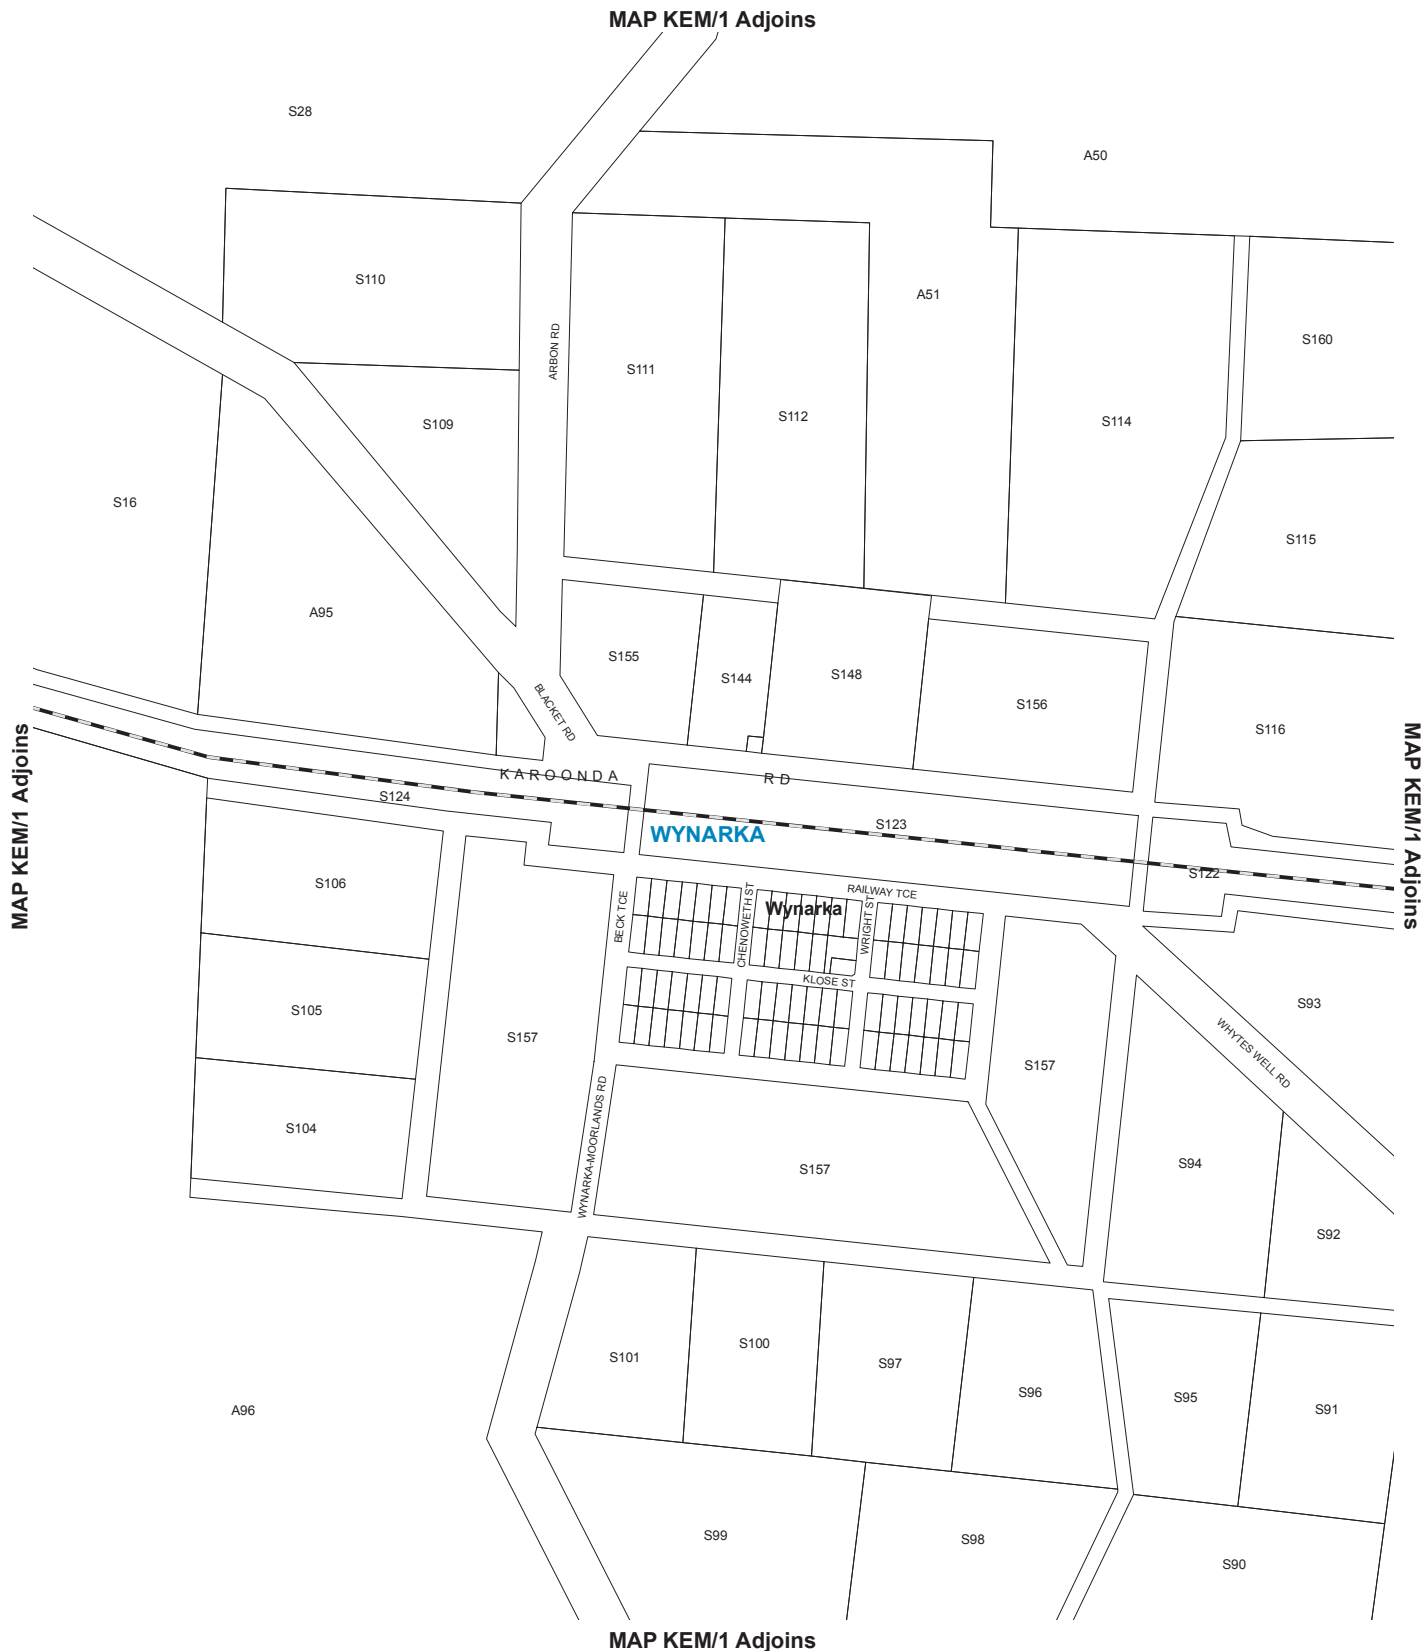 MAP KEM/1 Adjoins
S28
A50
S110
A51
ARBON RD
S160
S111
S112
S114
S109
S16
S115
A95
S155
S144
S148
S156
BLACKET RD
S116
MAP KEM/1 Adjoins
MAP KEM/1 Adjoins
KAROONDA RD
S124
S123
WYNARKA
S122
S106
RAILWAY TCE
BECK TCE
CHENOWETH ST
Wynarka
WRIGHT ST
KLOSE ST
S93
S105
S157
S157
WHYTES WELL RD
S104
WYNARKA-MOORLANDS RD
S157
S94
S92
S101
S100
S97
S96
S95
S91
A96
S99
S98
S90
MAP KEM/1 Adjoins